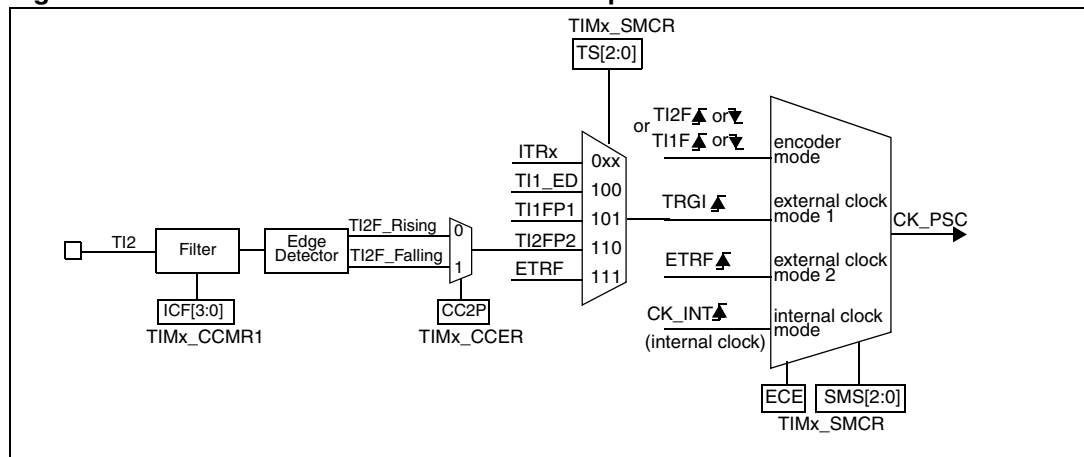 TIMx_SMCR
TS[2:0]
TI2F or
or
TI1F or
encoder
mode
ITRx
0xx
TI1_ED
100
TRGI
external clock
mode 1
TI1FP1
101
CK_PSC
TI2F_Rising
0
TI2
Filter
Edge
Detector
TI2FP2
110
TI2F_Falling
1
ETRF
111
ETRF
external clock
mode 2
ICF[3:0]
TIMx_CCMR1
CC2P
TIMx_CCER
CK_INT
(internal clock)
internal clock
mode
ECE
SMS[2:0]
TIMx_SMCR